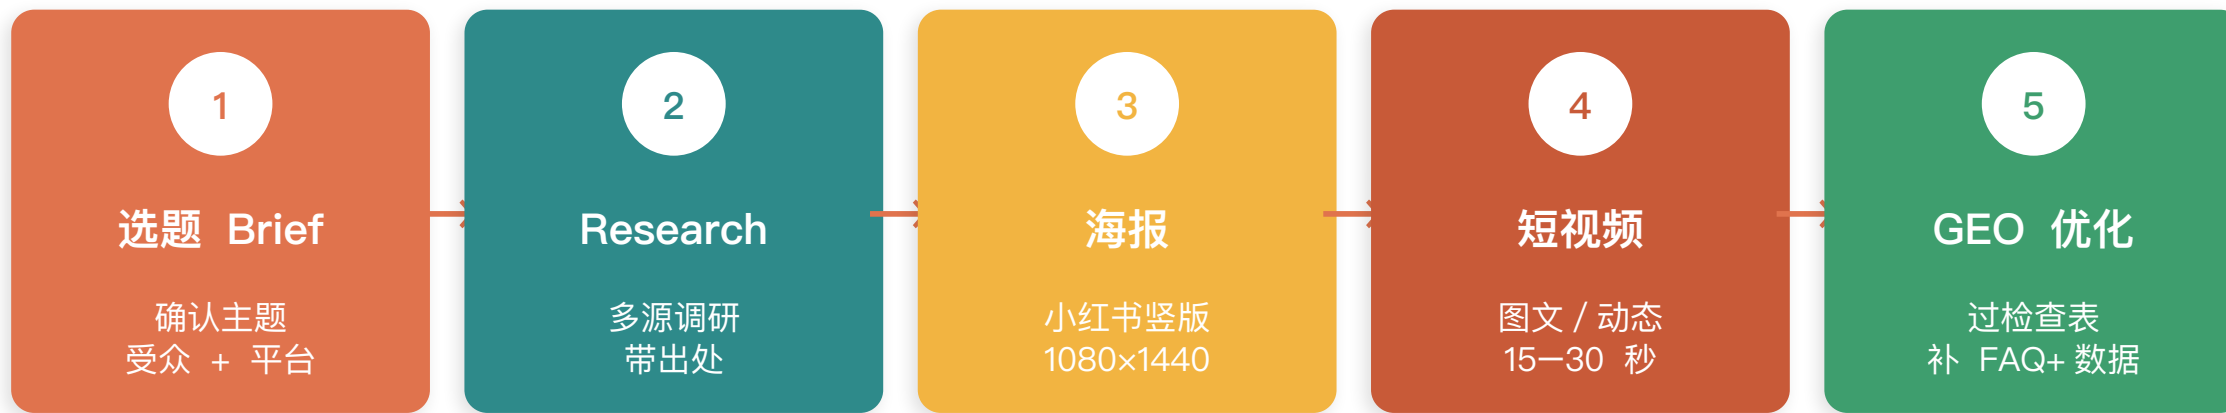 1
选题 Brief
确认主题
受众 + 平台
2
Research
多源调研
带出处
3
海报
小红书竖版
1080×1440
4
短视频
图文 / 动态
15—30 秒
5
GEO 优化
过检查表
补 FAQ+ 数据